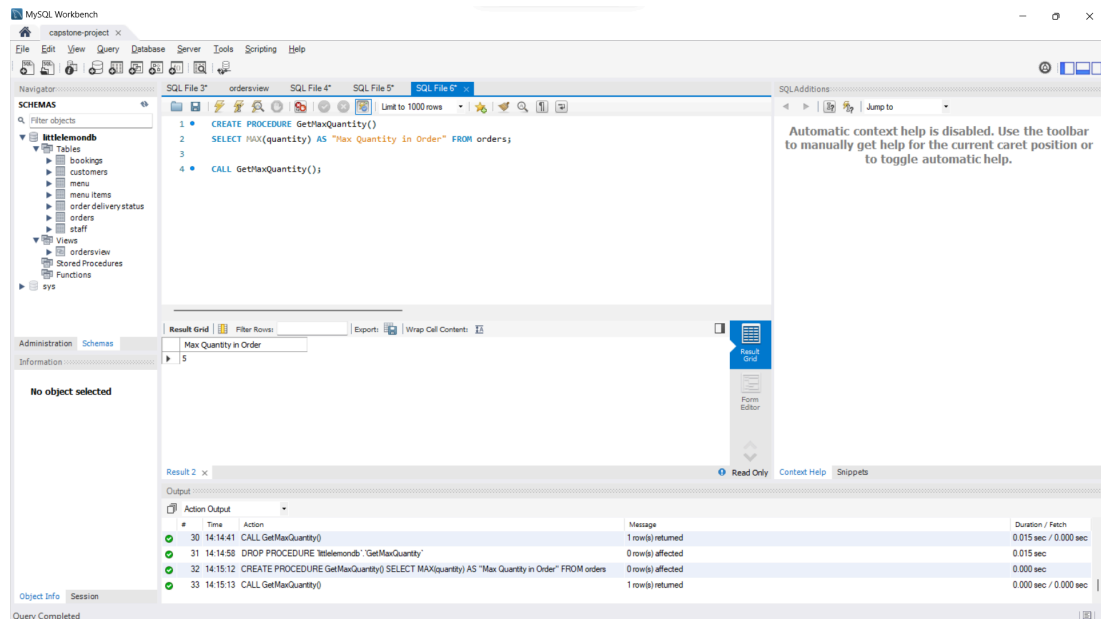 MySQL Workbench
capstone-project
File Edit View Query Database Server Tools Scripting Help
Navigator
SCHEMAS
Filter objects
littlelemondb
Tables
bookings
customers
menu
menu items
order delivery status
orders
staff
Views
ordersview
Stored Procedures
Functions
sys
Administration Schemas
Information
No object selected
Object Info Session
Query Completed
SQL File 3* ordersview SQL File 4* SQL File 5* SQL File 6*
Limit to 1000 rows
1 CREATE PROCEDURE GetMaxQuantity()
2 SELECT MAX(quantity) AS "Max Quantity in Order" FROM orders;
3
4 CALL GetMaxQuantity();
Result Grid Filter Rows: Export: Wrap Cell Content:
Max Quantity in Order
5
Result Grid
Form Editor
Result 2 Read Only
SQLAdditions
Jump to
Automatic context help is disabled. Use the toolbar
to manually get help for the current caret position or
to toggle automatic help.
Context Help Snippets
Output
Action Output
# Time Action Message Duration / Fetch
30 14:14:41 CALL GetMaxQuantity() 1 row(s) returned 0.015 sec / 0.000 sec
31 14:14:58 DROP PROCEDURE `littlelemondb`.`GetMaxQuantity` 0 row(s) affected 0.015 sec
32 14:15:12 CREATE PROCEDURE GetMaxQuantity() SELECT MAX(quantity) AS "Max Quantity in Order" FROM orders 0 row(s) affected 0.000 sec
33 14:15:13 CALL GetMaxQuantity() 1 row(s) returned 0.000 sec / 0.000 sec